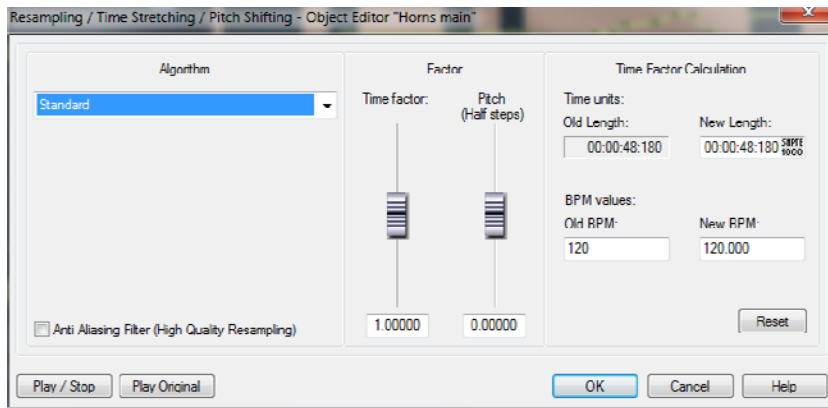 Resampling / Time Stretching / Pitch Shifting - Object Editor "Horns main"
Algorithm
Standard
Anti Aliasing Filter (High Quality Resampling)
Factor
Time factor:
Pitch
(Half steps)
1.00000
0.00000
Time Factor Calculation
Time units:
Old Length:
New Length:
00:00:48:180
00:00:48:180 SMPTE
1000
BPM values:
Old BPM:
New BPM:
120
120.000
Reset
Play / Stop
Play Original
OK
Cancel
Help